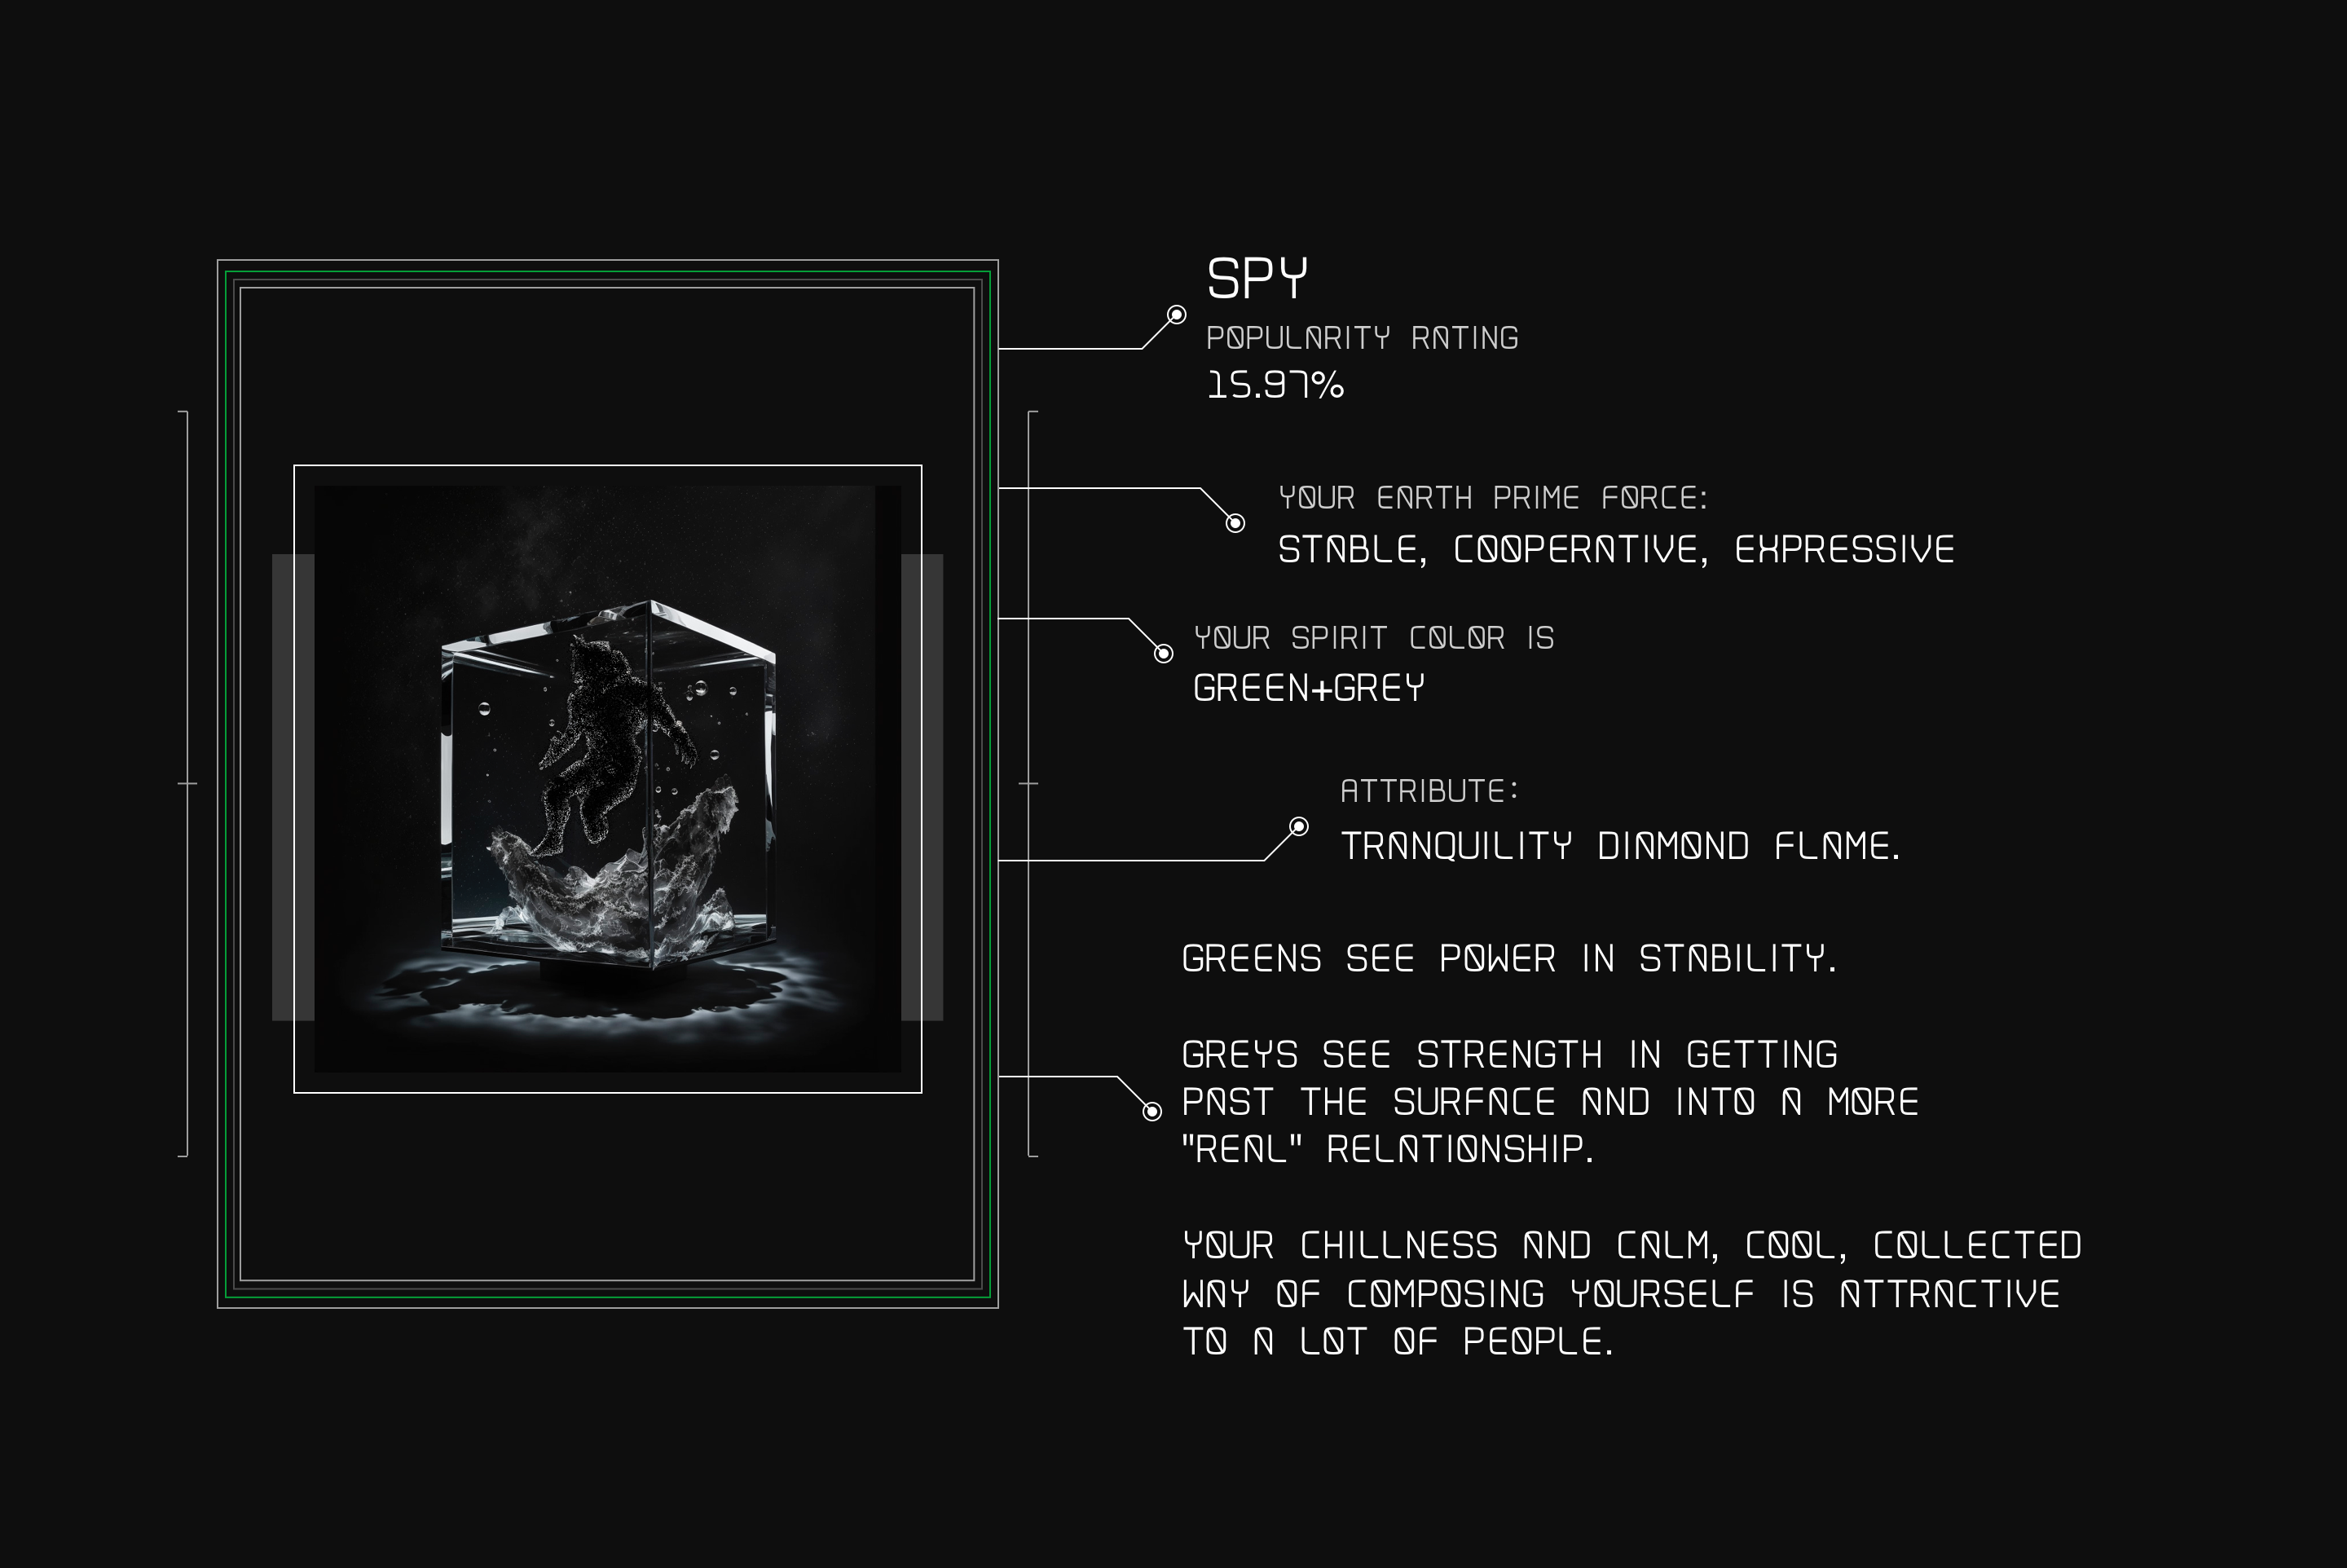 SPY
POPULARITY RATING
15.97%
YOUR EARTH PRIME FORCE:
STABLE, COOPERATIVE, EXPRESSIVE
YOUR SPIRIT COLOR IS
GREEN+GREY
ATTRIBUTE:
TRANQUILITY DIAMOND FLAME.
GREENS SEE POWER IN STABILITY.
GREYS SEE STRENGTH IN GETTING
PAST THE SURFACE AND INTO A MORE
"REAL" RELATIONSHIP.
YOUR CHILLNESS AND CALM, COOL, COLLECTED
WAY OF COMPOSING YOURSELF IS ATTRACTIVE
TO A LOT OF PEOPLE.